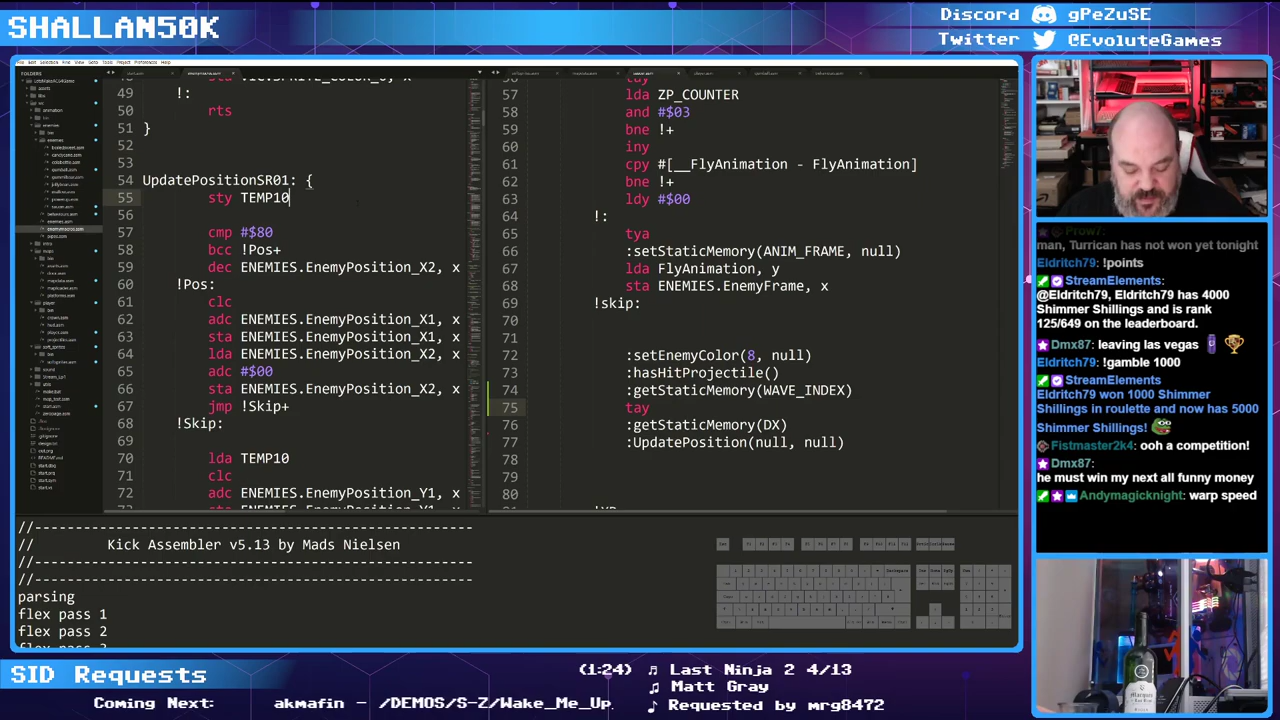 SHALLAN50K
Discord gPeZuSE
Twitter @EvoluteGames
FOLDERS
49 !:
50 rts
51 }
52
53
54 UpdatePositionSR01: {
55 sty TEMP10
56
57 cmp #$80
58 bcc !Pos+
59 dec ENEMIES.EnemyPosition_X2, x
60 !Pos:
61 clc
62 adc ENEMIES.EnemyPosition_X1, x
63 sta ENEMIES.EnemyPosition_X1, x
64 lda ENEMIES.EnemyPosition_X2, x
65 adc #$00
66 sta ENEMIES.EnemyPosition_X2, x
67 jmp !Skip+
68 !Skip:
69
70 lda TEMP10
71 clc
72 adc ENEMIES.EnemyPosition_Y1, x
57 lda ZP_COUNTER
58 and #$03
59 bne !+
60 iny
61 cpy #[__FlyAnimation - FlyAnimation]
62 bne !+
63 ldy #$00
64 !:
65 tya
66 :setStaticMemory(ANIM_FRAME, null)
67 lda FlyAnimation, y
68 sta ENEMIES.EnemyFrame, x
69 !skip:
70
71
72 :setEnemyColor(8, null)
73 :hasHitProjectile()
74 :getStaticMemory(WAVE_INDEX)
75 tay
76 :getStaticMemory(DX)
77 :UpdatePosition(null, null)
78
79
80
//--------------------------------------------------
// Kick Assembler v5.13 by Mads Nielsen
//--------------------------------------------------
//--------------------------------------------------
parsing
flex pass 1
flex pass 2
Prow7:
man, Turrican has not won yet tonight
Eldritch79: !points
StreamElements
@Eldritch79, Eldritch79 has 4000
Shimmer Shillings and is rank
125/649 on the leaderboard.
Dmx87: leaving las vegas
Eldritch79: !gamble 1000
StreamElements
Eldritch79 won 1000 Shimmer
Shillings in roulette and now has 5000
Shimmer Shillings!
Fistmaster2k4: ooh a competition!
Dmx87:
he must win my next all funny money
Andymagicknight: warp speed
SID Requests
Coming Next:
(1:24) ♫ Last Ninja 2 4/13
♫ Matt Gray
♪ Requested by mrg8472